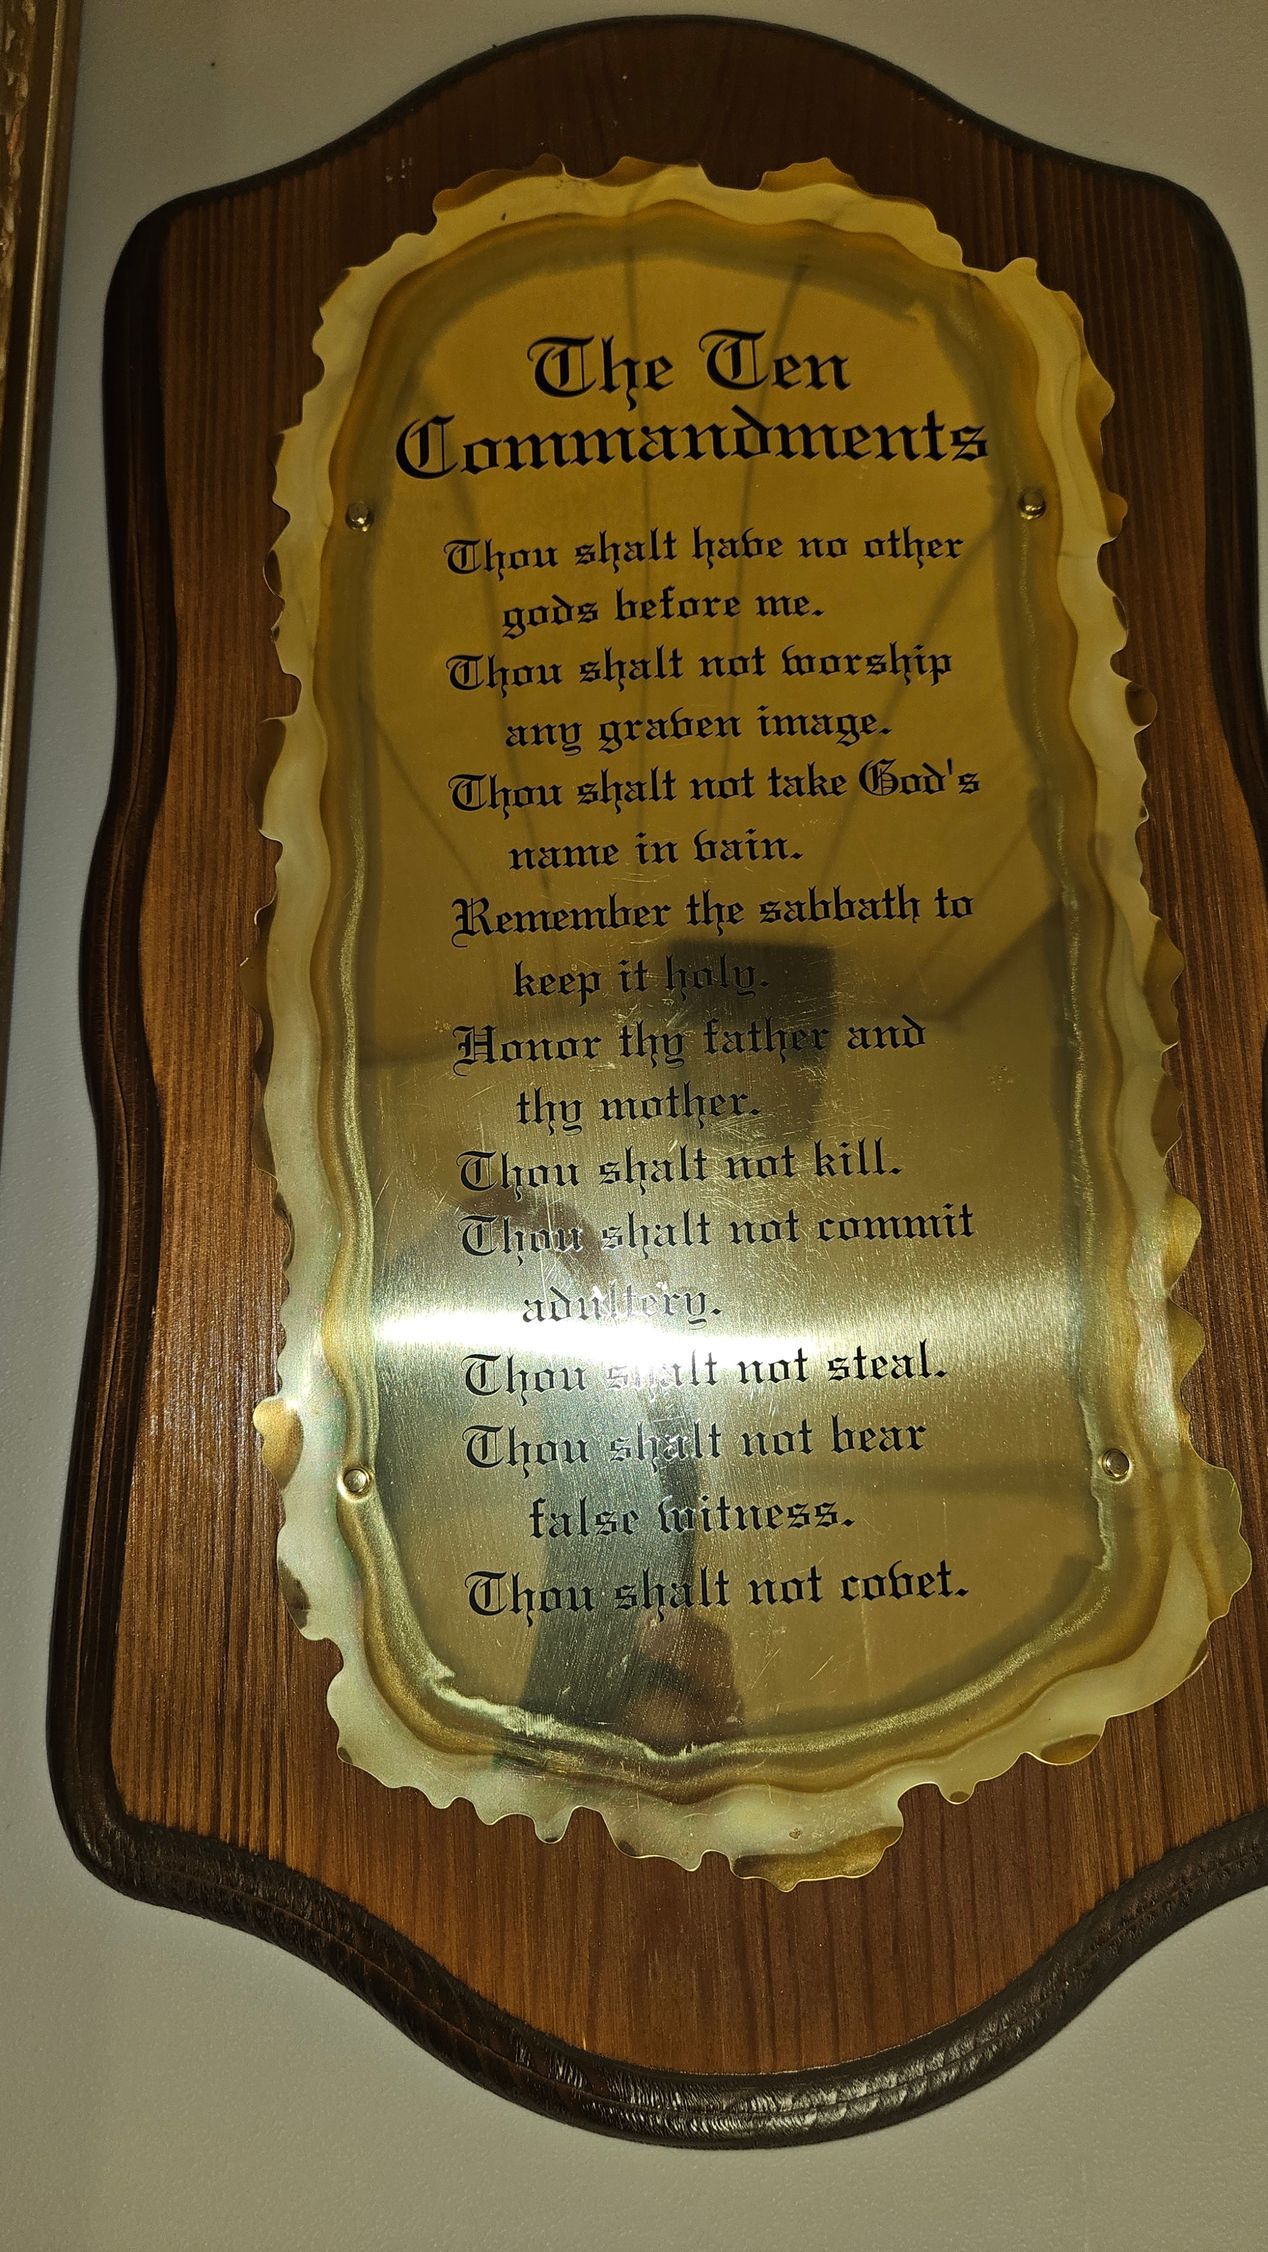 The Ten
Commandments
Thou shalt have no other
gods before me.
Thou shalt not worship
any graven image.
Thou shalt not take God's
name in vain.
Remember the sabbath to
keep it holy.
Honor thy father and
thy mother.
Thou shalt not kill.
Thou shalt not commit
adultery.
Thou shalt not steal.
Thou shalt not bear
false witness.
Thou shalt not covet.